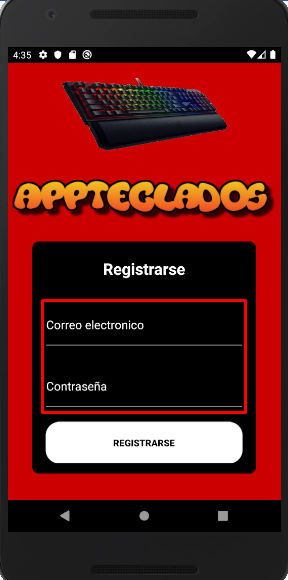 4:35
APPTECLADOS
Registrarse
Correo electronico
Contraseña
REGISTRARSE